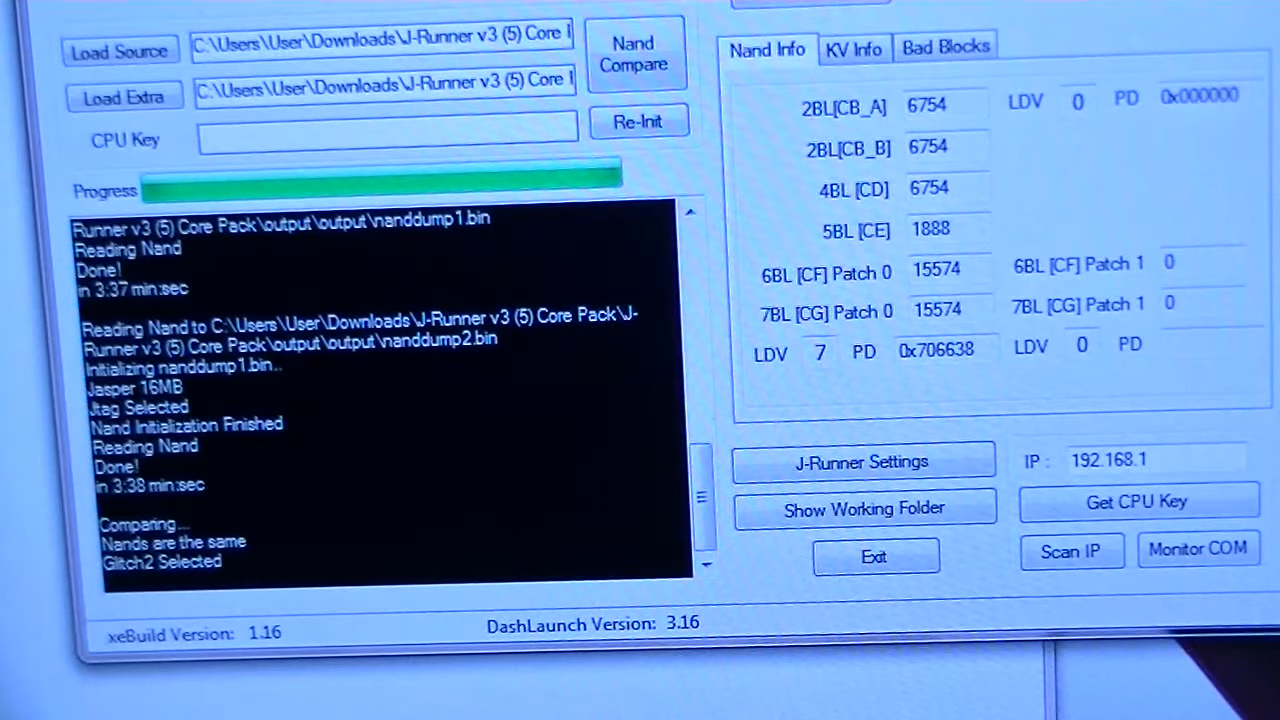 Load Source C:\Users\User\Downloads\J-Runner v3 (5) Core
Load Extra C:\Users\User\Downloads\J-Runner v3 (5) Core
Nand Compare
CPU Key
Re-Init
Progress
Runner v3 (5) Core Pack\output\output\nanddump1.bin
Reading Nand
Done!
in 3:37 min:sec
Reading Nand to C:\Users\User\Downloads\J-Runner v3 (5) Core Pack\J-
Runner v3 (5) Core Pack\output\output\nanddump2.bin
Initializing nanddump1.bin..
Jasper 16MB
Jtag Selected
Nand Initialization Finished
Reading Nand
Done!
in 3:38 min:sec
Comparing...
Nands are the same
Glitch2 Selected
xeBuild Version: 1.16
DashLaunch Version: 3.16
Nand Info KV Info Bad Blocks
2BL[CB_A] 6754 LDV 0 PD 0x000000
2BL[CB_B] 6754
4BL [CD] 6754
5BL [CE] 1888
6BL [CF] Patch 0 15574 6BL [CF] Patch 1 0
7BL [CG] Patch 0 15574 7BL [CG] Patch 1 0
LDV 7 PD 0x706638 LDV 0 PD
J-Runner Settings IP : 192.168.1
Show Working Folder Get CPU Key
Exit Scan IP Monitor COM